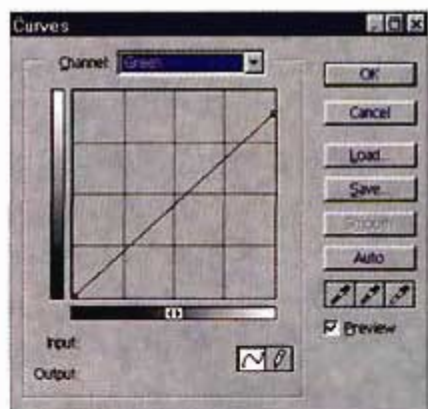 Curves
Channel: Green
OK
Cancel
Load...
Save...
Smooth
Auto
Preview
Input:
Output: